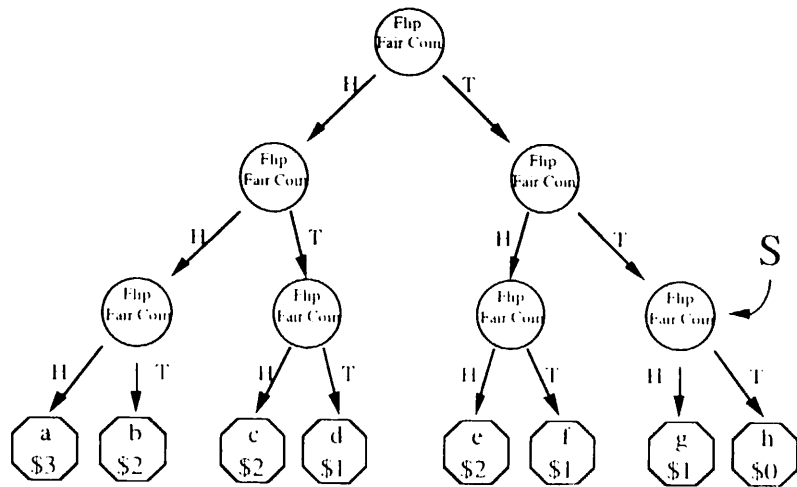 Flip
Fair Coin
H T
Flip
Fair Coin
Flip
Fair Coin
H T H T
S
Flip
Fair Coin
Flip
Fair Coin
Flip
Fair Coin
Flip
Fair Coin
H T H T H T H T
a b c d e f g h
$3 $2 $2 $1 $2 $1 $1 $0